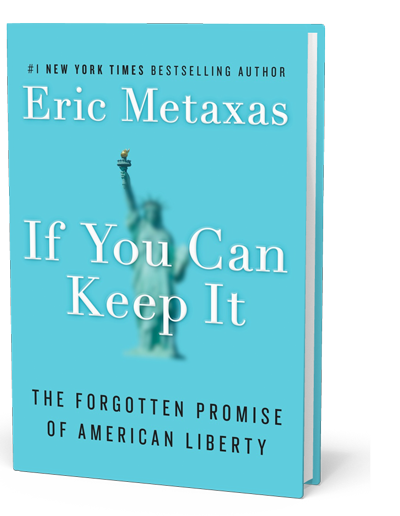 #1 NEW YORK TIMES BESTSELLING AUTHOR
Eric Metaxas
If You Can
Keep It
THE FORGOTTEN PROMISE
OF AMERICAN LIBERTY